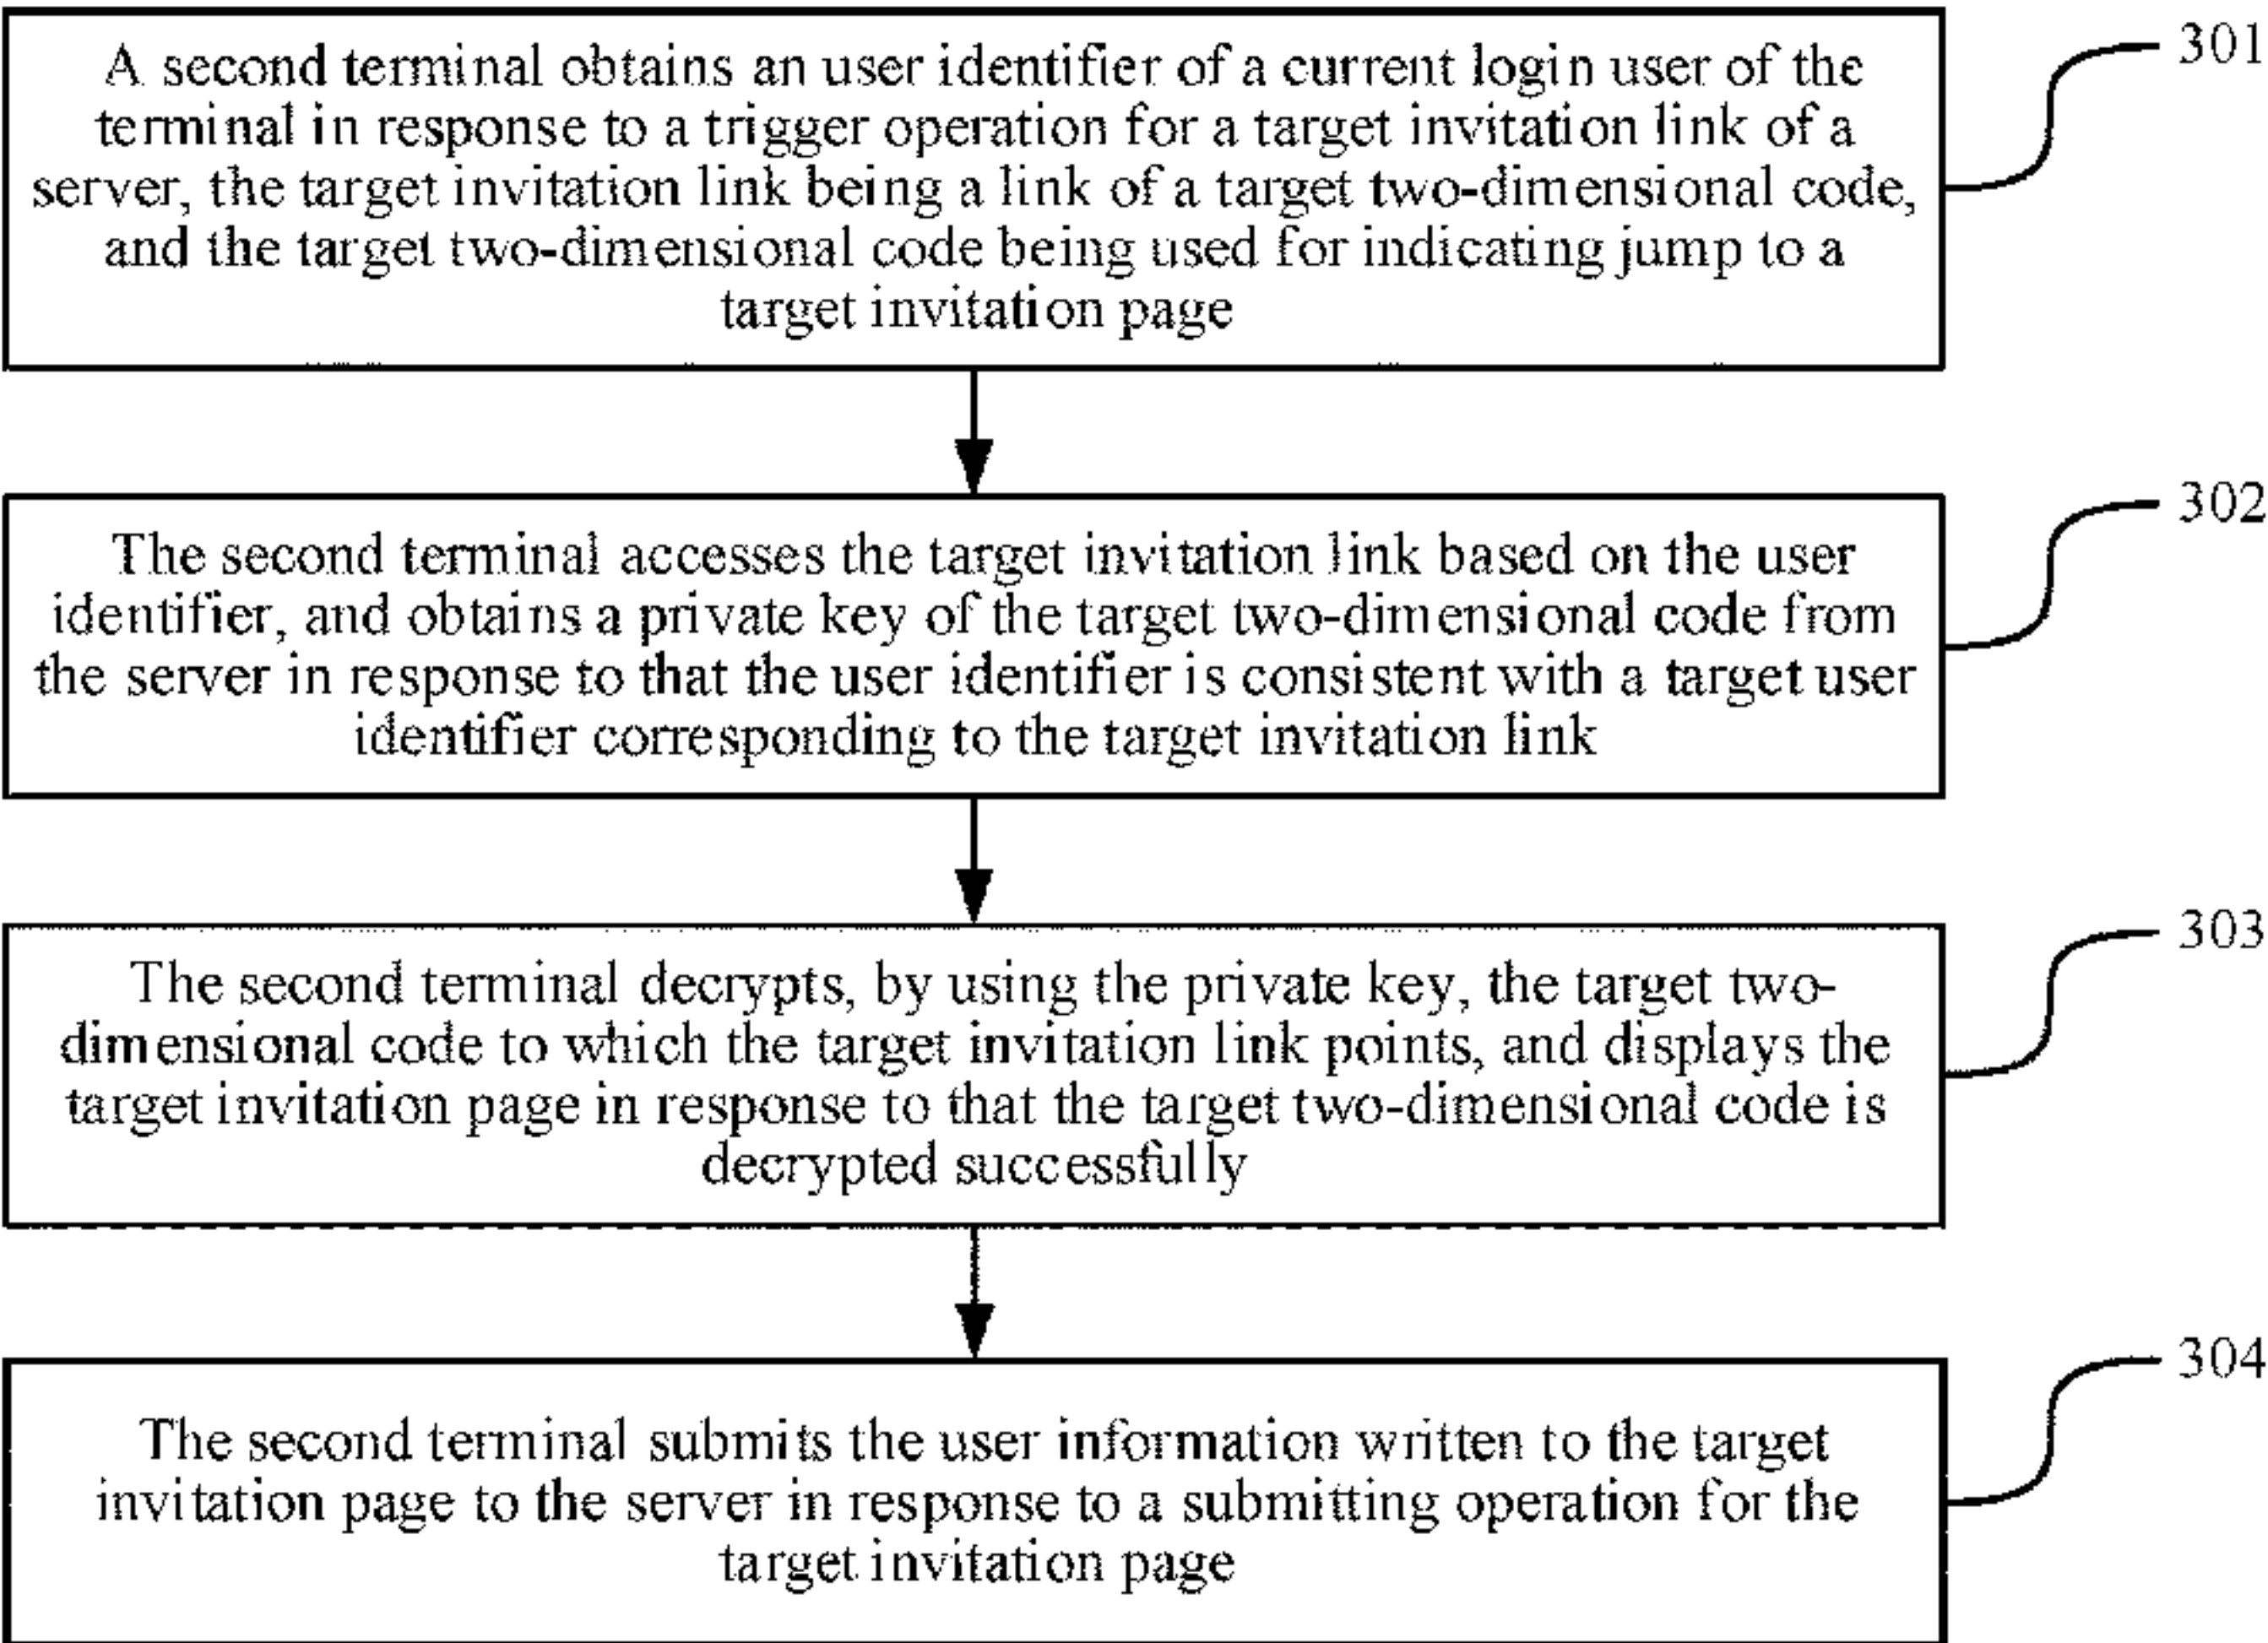 A second terminal obtains an user identifier of a current login user of the
terminal in response to a trigger operation for a target invitation link of a
server, the target invitation link being a link of a target two-dimensional code,
and the target two-dimensional code being used for indicating jump to a
target invitation page
301
The second terminal accesses the target invitation link based on the user
identifier, and obtains a private key of the target two-dimensional code from
the server in response to that the user identifier is consistent with a target user
identifier corresponding to the target invitation link
302
The second terminal decrypts, by using the private key, the target two-
dimensional code to which the target invitation link points, and displays the
target invitation page in response to that the target two-dimensional code is
decrypted successfully
303
The second terminal submits the user information written to the target
invitation page to the server in response to a submitting operation for the
target invitation page
304